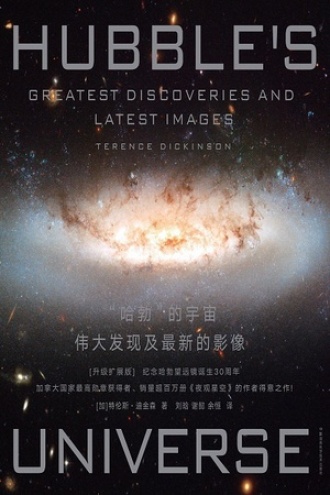 HUBBLE'S
GREATEST DISCOVERIES AND
LATEST IMAGES
TERENCE DICKINSON
“哈勃”的宇宙
伟大发现及最新的影像
[升级扩展版] 纪念哈勃望远镜诞生30周年
加拿大国家最高勋章获得者、销量超百万册《夜观星空》的作者得意之作!
[加]特伦斯·迪金森 著 刘晗 谢懿 余恒 译
UNIVERSE